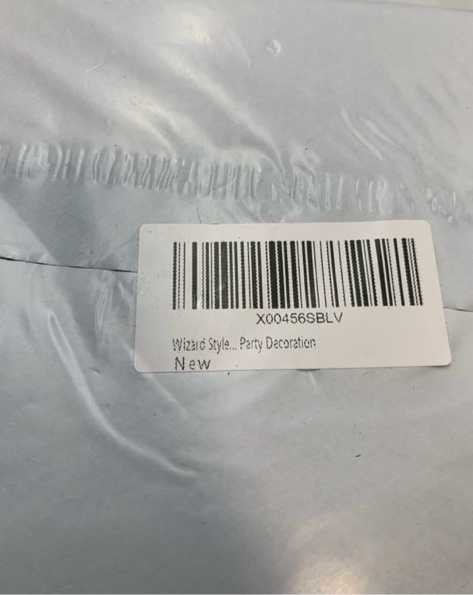 X00456SBLV
Wizard Style... Party Decoration
New